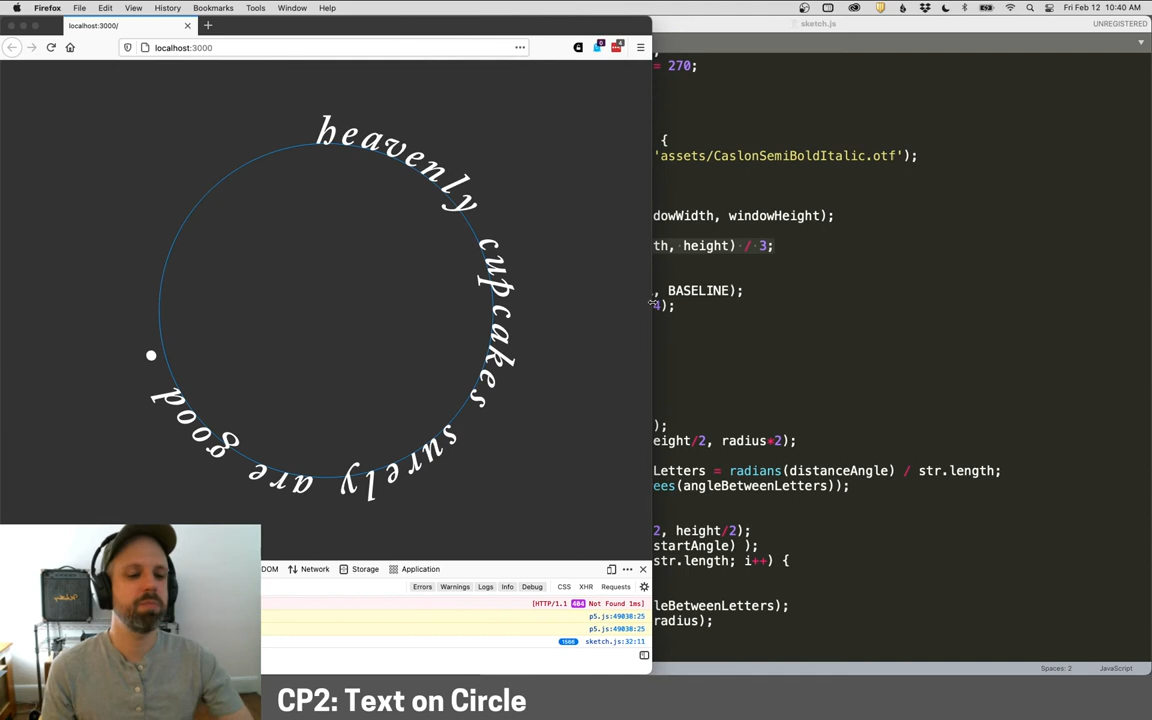 Firefox File Edit View History Bookmarks Tools Window Help
Fri Feb 12 10:40 AM
localhost:3000/
sketch.js
UNREGISTERED
localhost:3000
heavenly cupcakes surely are good
= 270;
{
'assets/CaslonSemiBoldItalic.otf');
dowWidth, windowHeight);
th, height) / 3;
, BASELINE);
4);
);
eight/2, radius*2);
Letters = radians(distanceAngle) / str.length;
ees(angleBetweenLetters));
2, height/2);
startAngle) );
str.length; i++) {
leBetweenLetters);
radius);
DOM Network Storage Application
Errors Warnings Logs Info Debug CSS XHR Requests
[HTTP/1.1 404 Not Found 1ms]
p5.js:49038:25
p5.js:49038:25
sketch.js:32:11
Spaces: 2 JavaScript
CP2: Text on Circle